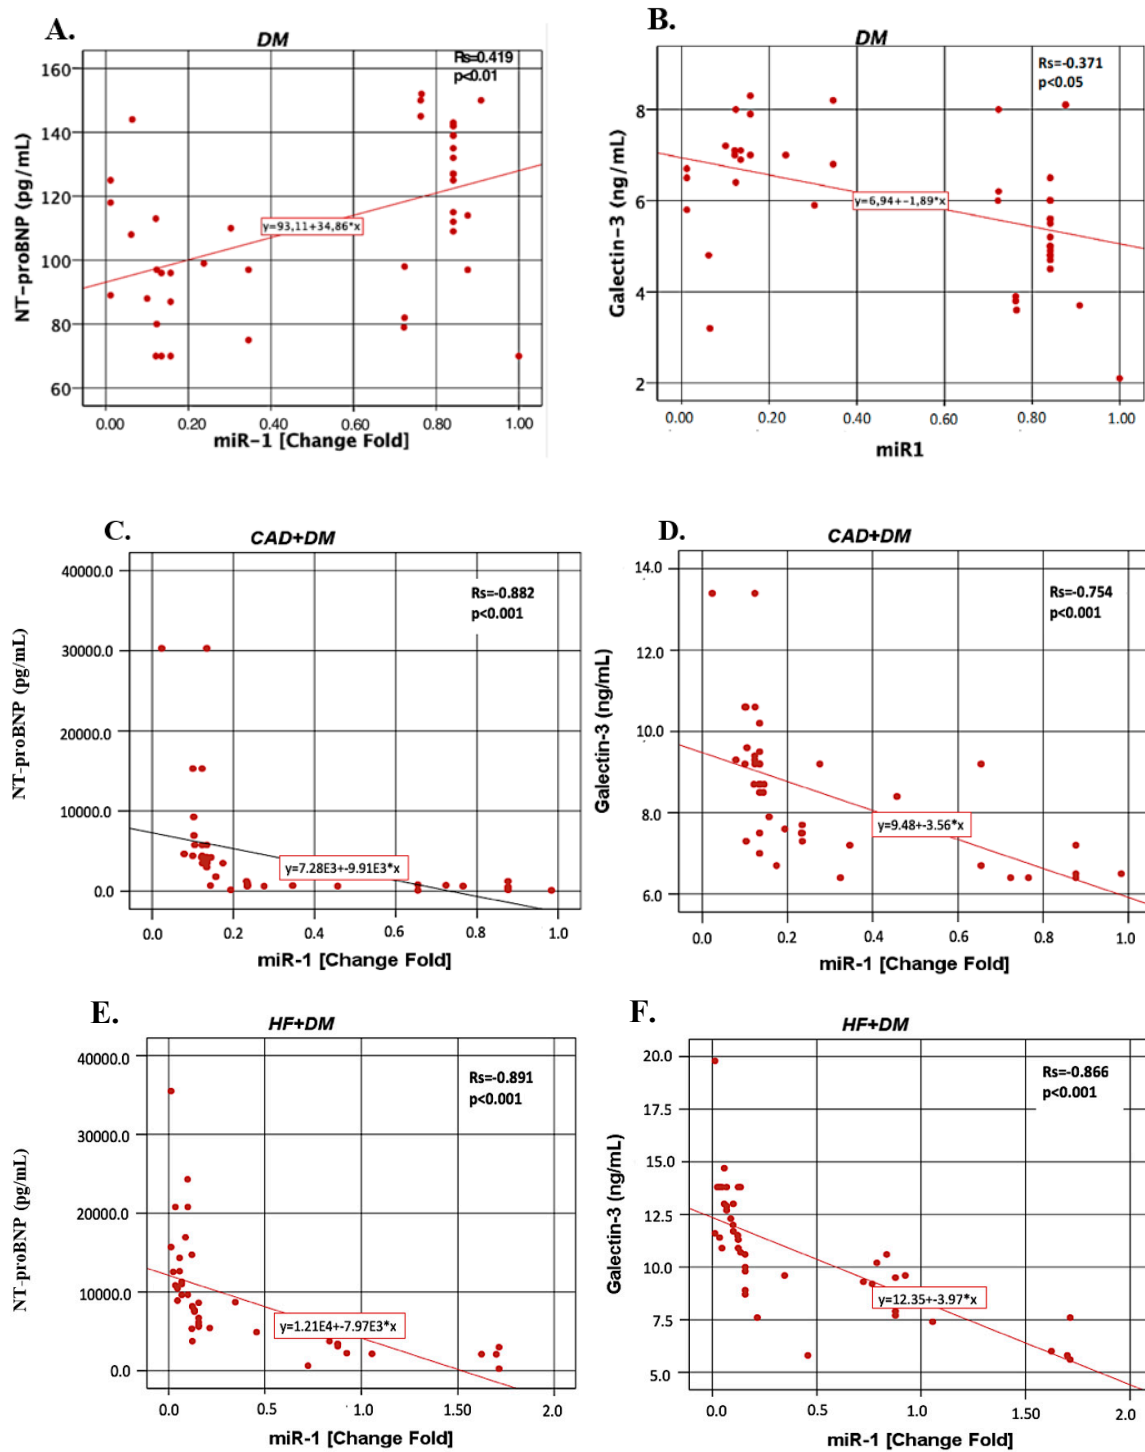 A.
DM
Rs=0.419
p<0.01
NT-proBNP (pg/mL)
160
140
120
100
80
60
y=93,11+34,86*x
0.00 0.20 0.40 0.60 0.80 1.00
miR-1 [Change Fold]
B.
DM
Rs=-0.371
p<0.05
Galectin-3 (ng/mL)
8
6
4
2
y=6,94+-1,89*x
0.00 0.20 0.40 0.60 0.80 1.00
miR1
C.
CAD+DM
Rs=-0.882
p<0.001
NT-proBNP (pg/mL)
40000.0
30000.0
20000.0
10000.0
0.0
y=7.28E3+-9.91E3*x
0.0 0.2 0.4 0.6 0.8 1.0
miR-1 [Change Fold]
D.
CAD+DM
Rs=-0.754
p<0.001
Galectin-3 (ng/mL)
14.0
12.0
10.0
8.0
6.0
y=9.48+-3.56*x
0.0 0.2 0.4 0.6 0.8 1.0
miR-1 [Change Fold]
E.
HF+DM
Rs=-0.891
p<0.001
NT-proBNP (pg/mL)
40000.0
30000.0
20000.0
10000.0
0.0
y=1.21E4+-7.97E3*x
0.0 0.5 1.0 1.50 2.0
miR-1 [Change Fold]
F.
HF+DM
Rs=-0.866
p<0.001
Galectin-3 (ng/mL)
20.0
17.5
15.0
12.5
10.0
7.5
5.0
y=12.35+-3.97*x
0.0 0.5 1.0 1.50 2.0
miR-1 [Change Fold]